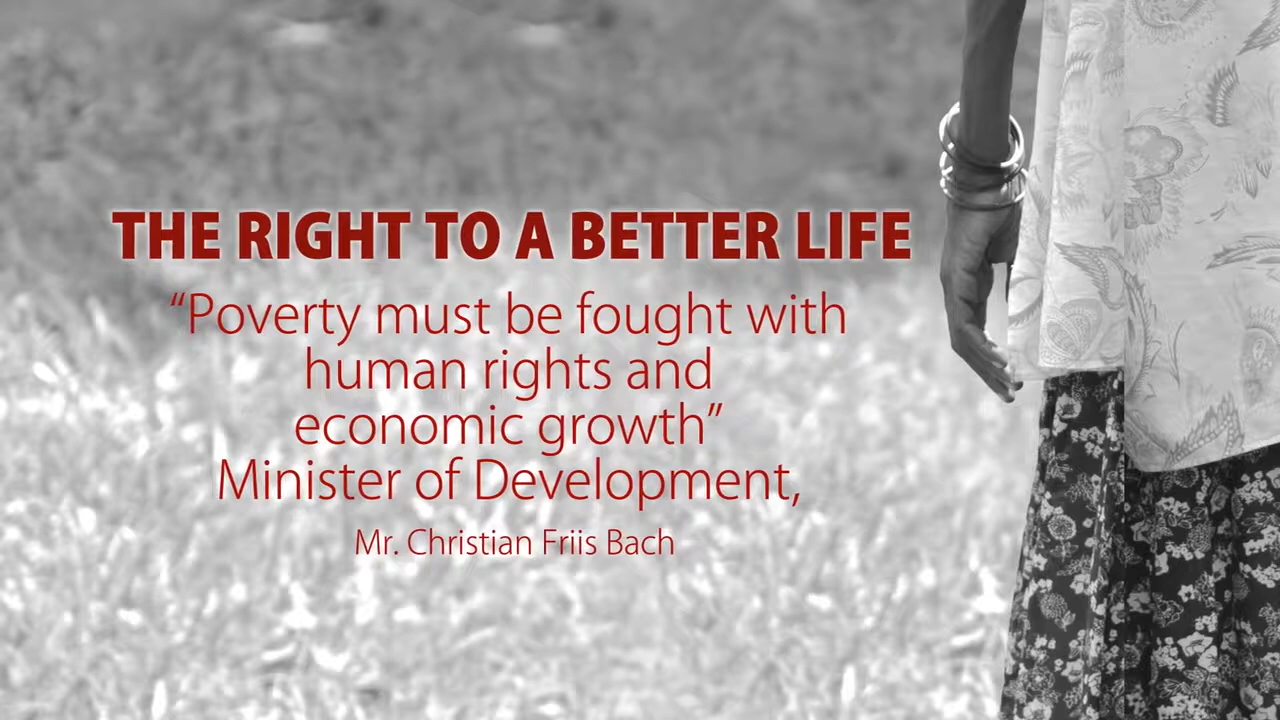 THE RIGHT TO A BETTER LIFE
“Poverty must be fought with
human rights and
economic growth”
Minister of Development,
Mr. Christian Friis Bach